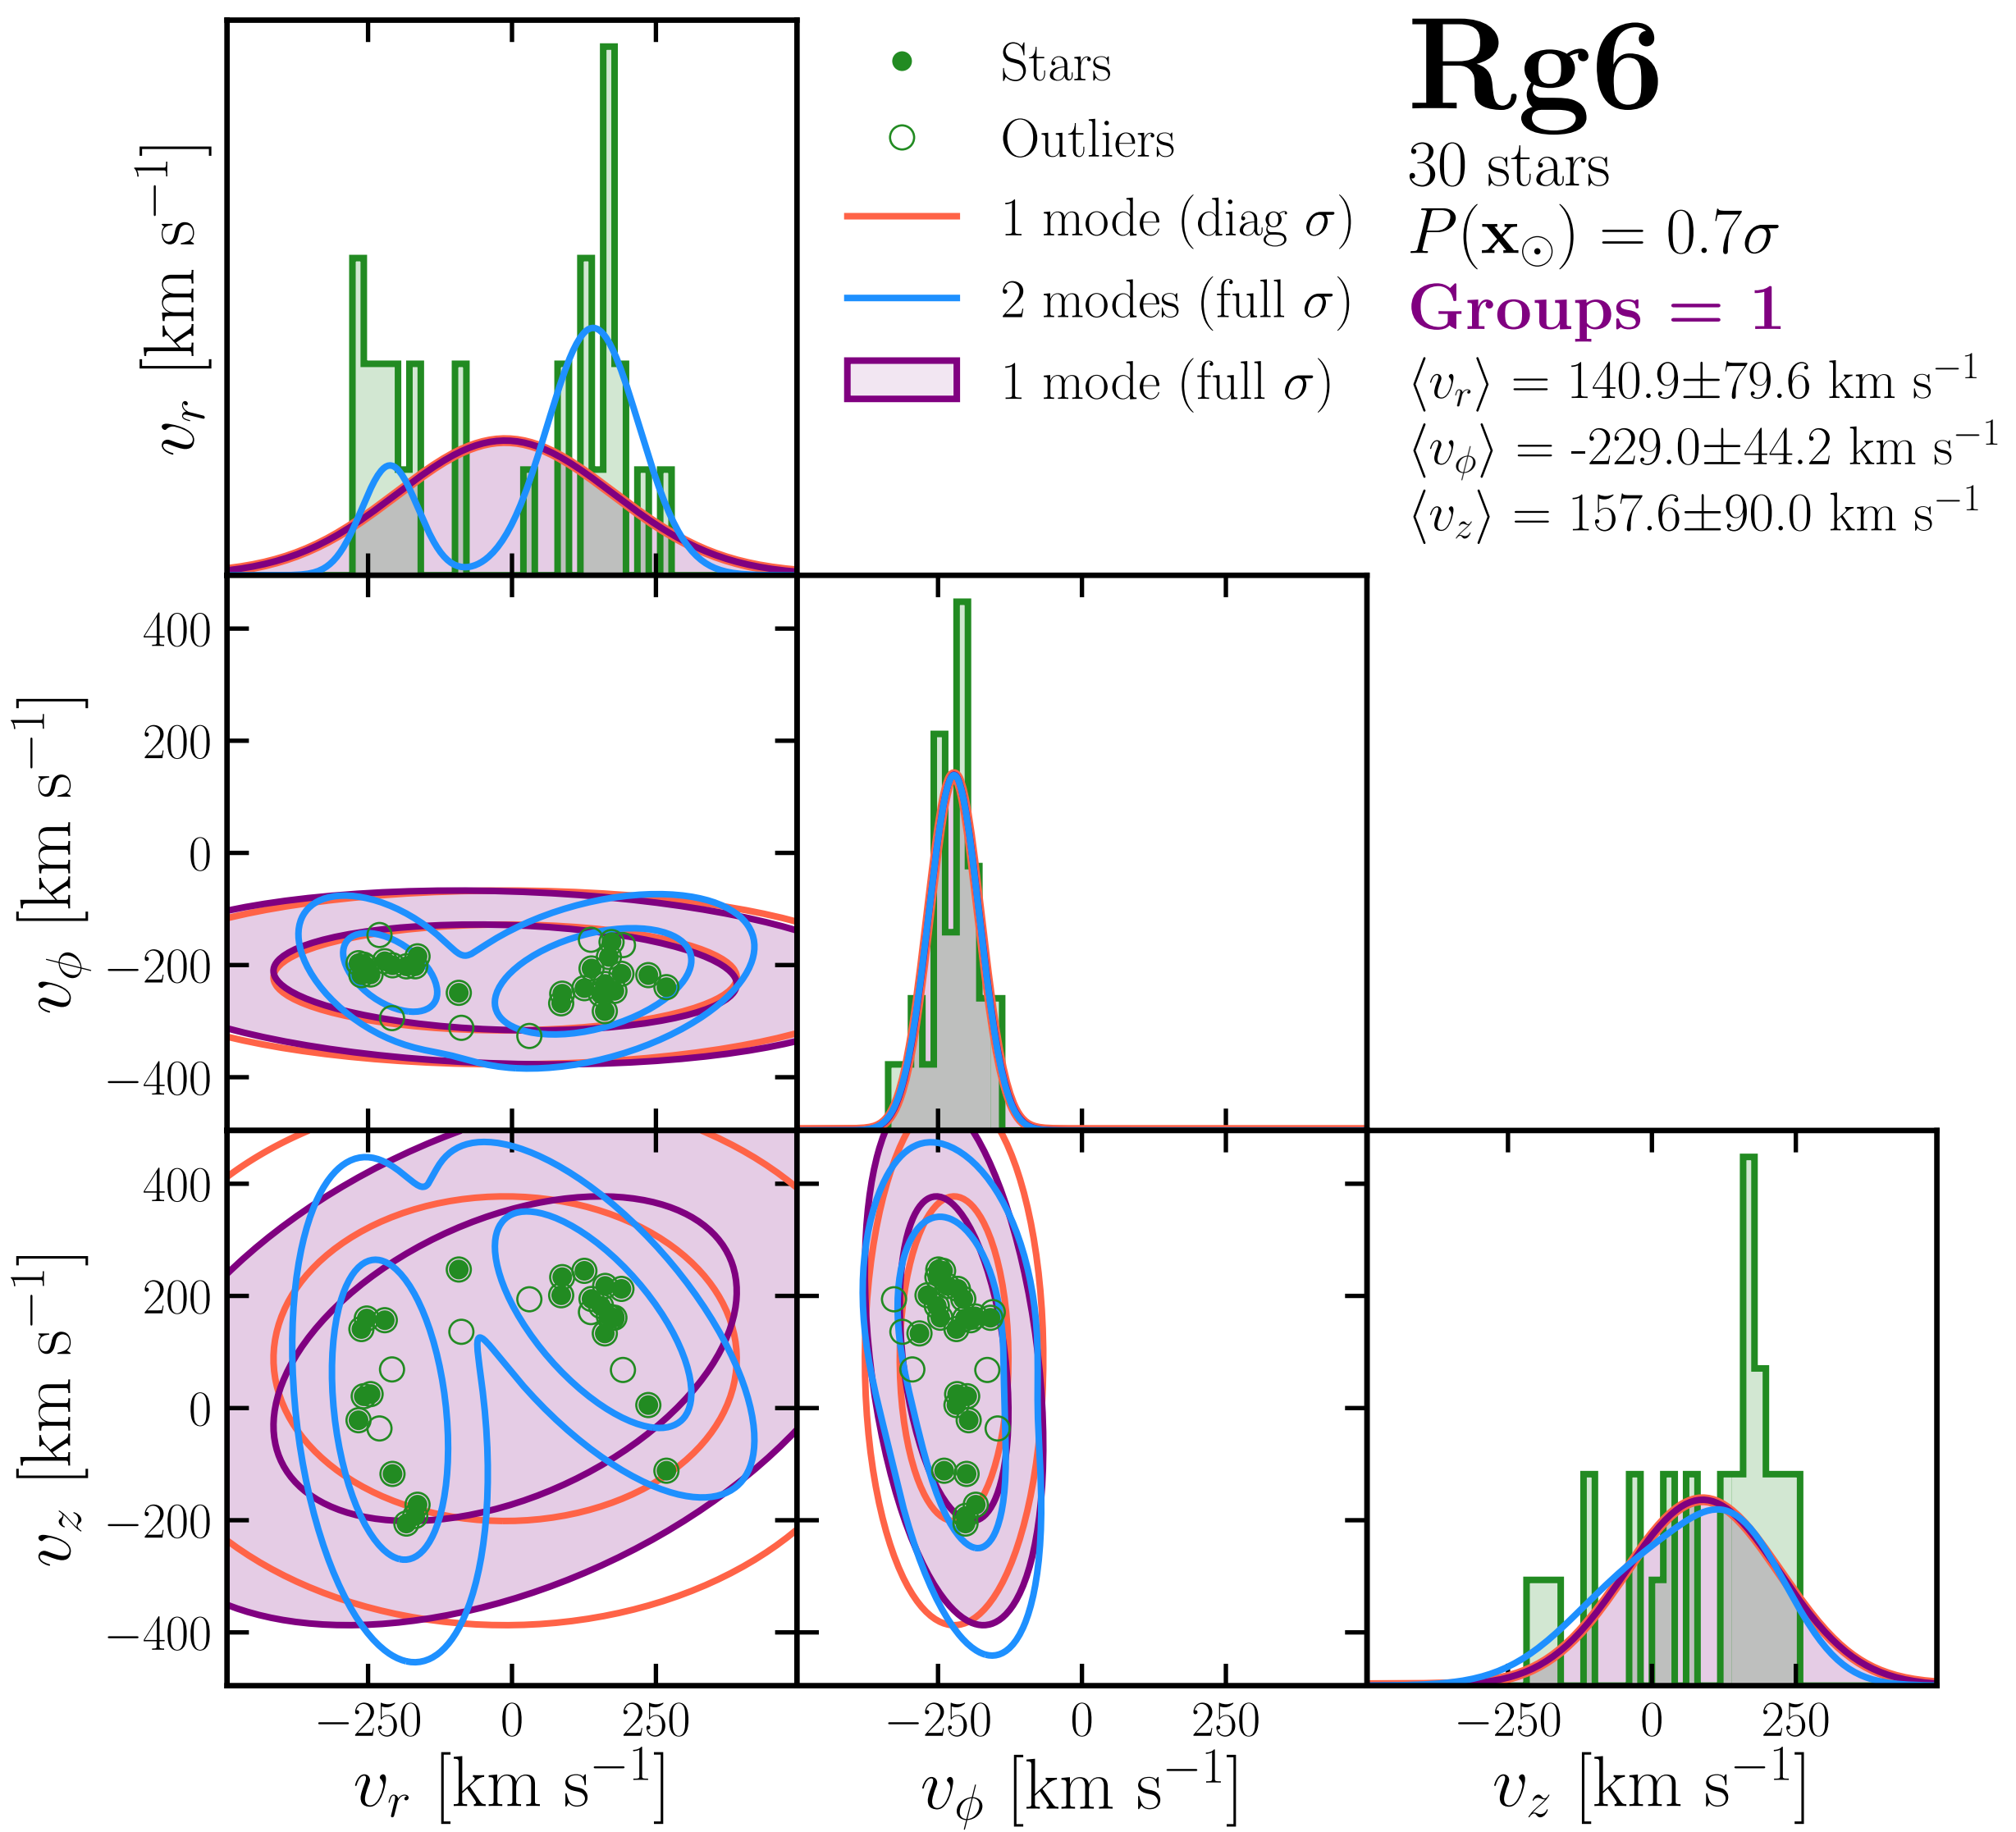 Rg6
30 stars
P(x⊙) = 0.7σ
Groups = 1
⟨v_r⟩ = 140.9±79.6 km s⁻¹
⟨v_ϕ⟩ = -229.0±44.2 km s⁻¹
⟨v_z⟩ = 157.6±90.0 km s⁻¹
Stars
Outliers
1 mode (diag σ)
2 modes (full σ)
1 mode (full σ)
v_r [km s⁻¹]
400
200
0
−200
−400
v_ϕ [km s⁻¹]
400
200
0
−200
−400
v_z [km s⁻¹]
−250 0 250
v_r [km s⁻¹]
−250 0 250
v_ϕ [km s⁻¹]
−250 0 250
v_z [km s⁻¹]